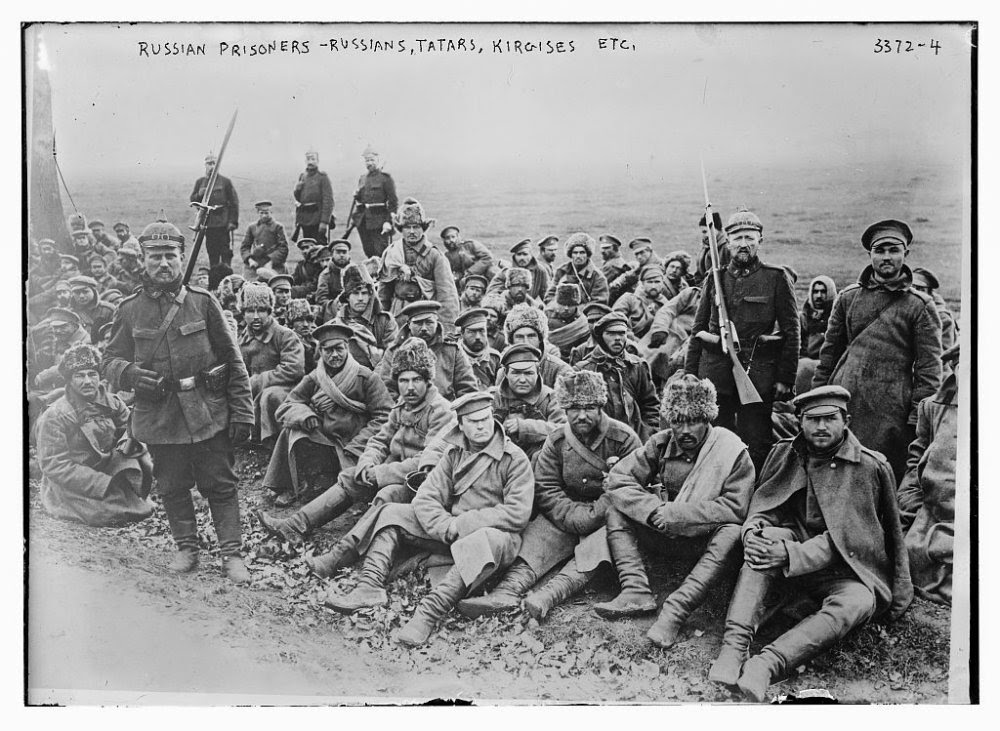 RUSSIAN PRISONERS - RUSSIANS, TATARS, KIRGISES ETC. 3372-4